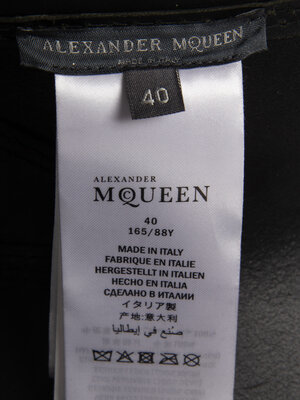 ALEXANDER MCQUEEN
MADE IN ITALY
40
ALEXANDER
MCQUEEN
40
165/88Y
MADE IN ITALY
FABRIQUE EN ITALIE
HERGESTELLT IN ITALIEN
HECHO EN ITALIA
СДЕЛАНО В ИТАЛИИ
イタリア製
产地:意大利
صنع في إيطاليا